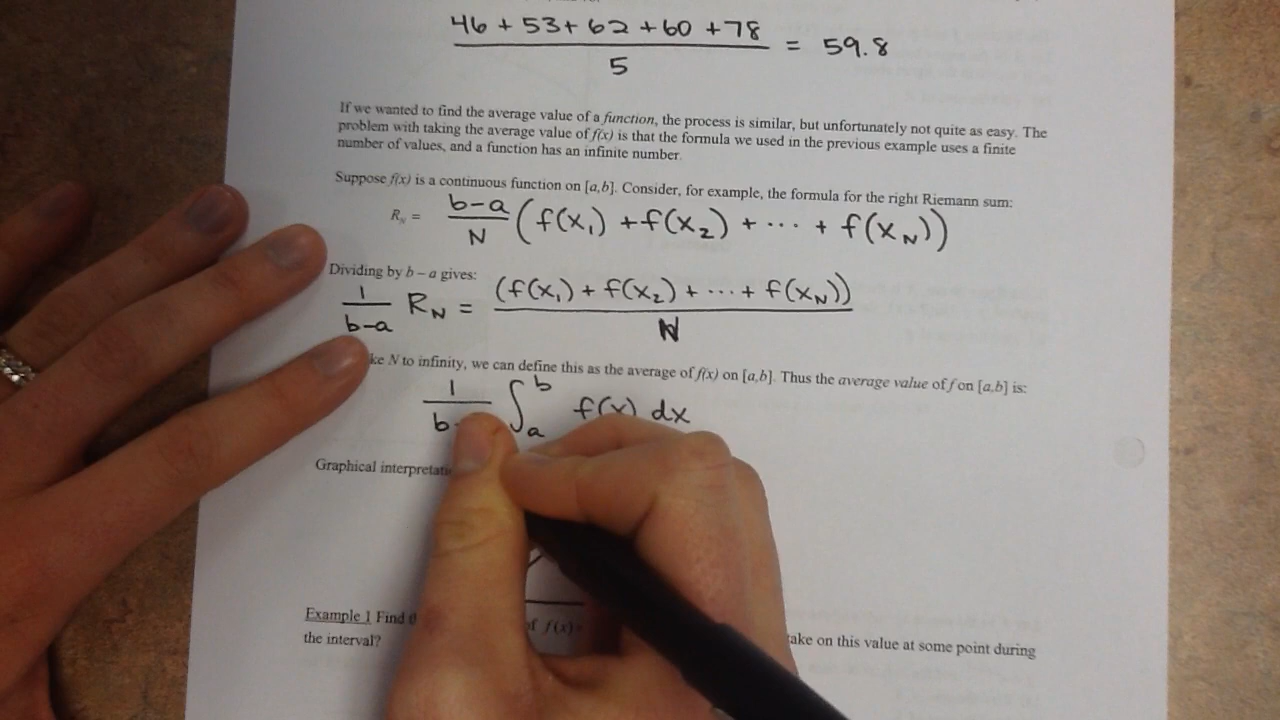 46 + 53 + 62 + 60 + 78
= 59.8
5
If we wanted to find the average value of a function, the process is similar, but unfortunately not quite as easy. The
problem with taking the average value of f(x) is that the formula we used in the previous example uses a finite
number of values, and a function has an infinite number.
Suppose f(x) is a continuous function on [a,b]. Consider, for example, the formula for the right Riemann sum:
R_N = b-a/N (f(x₁) + f(x₂) + ... + f(x_N))
Dividing by b – a gives:
1/b-a R_N = (f(x₁) + f(x₂) + ... + f(x_N))/N
N to infinity, we can define this as the average of f(x) on [a,b]. Thus the average value of f on [a,b] is:
1/b- ∫ₐᵇ f(x) dx
Graphical
Example 1 Find of f(x)= take on this value at some point during
the interval?